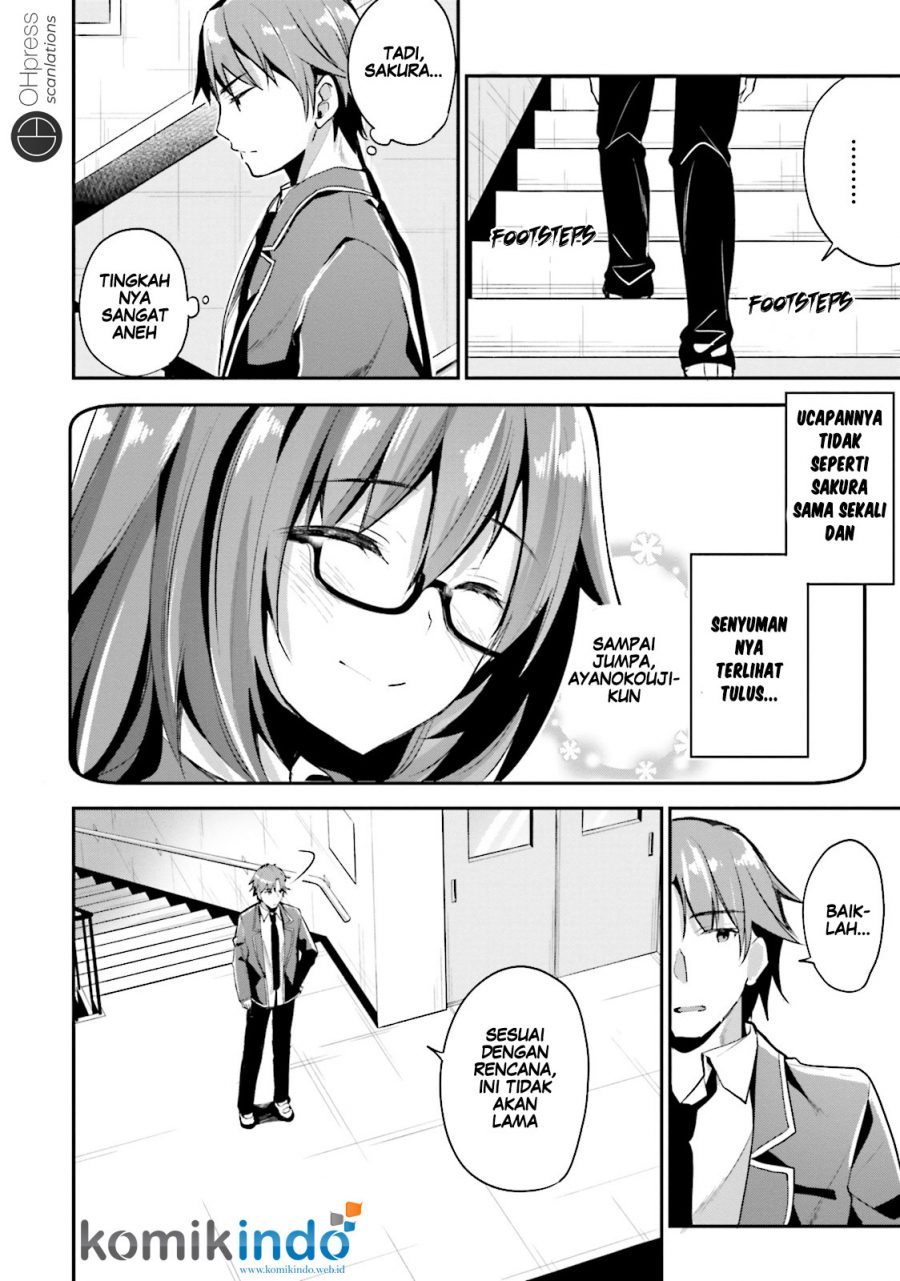 OHpress
scanlations
.........
FOOTSTEPS
FOOTSTEPS
TADI,
SAKURA...
TINGKAH
NYA
SANGAT
ANEH
UCAPANNYA
TIDAK
SEPERTI
SAKURA
SAMA SEKALI
DAN
SENYUMAN
NYA
TERLIHAT
TULUS...
SAMPAI
JUMPA,
AYANOKOUJI-
KUN
BAIK-
LAH...
SESUAI
DENGAN
RENCANA,
INI TIDAK
AKAN
LAMA
komikindo
www.komikindo.web.id